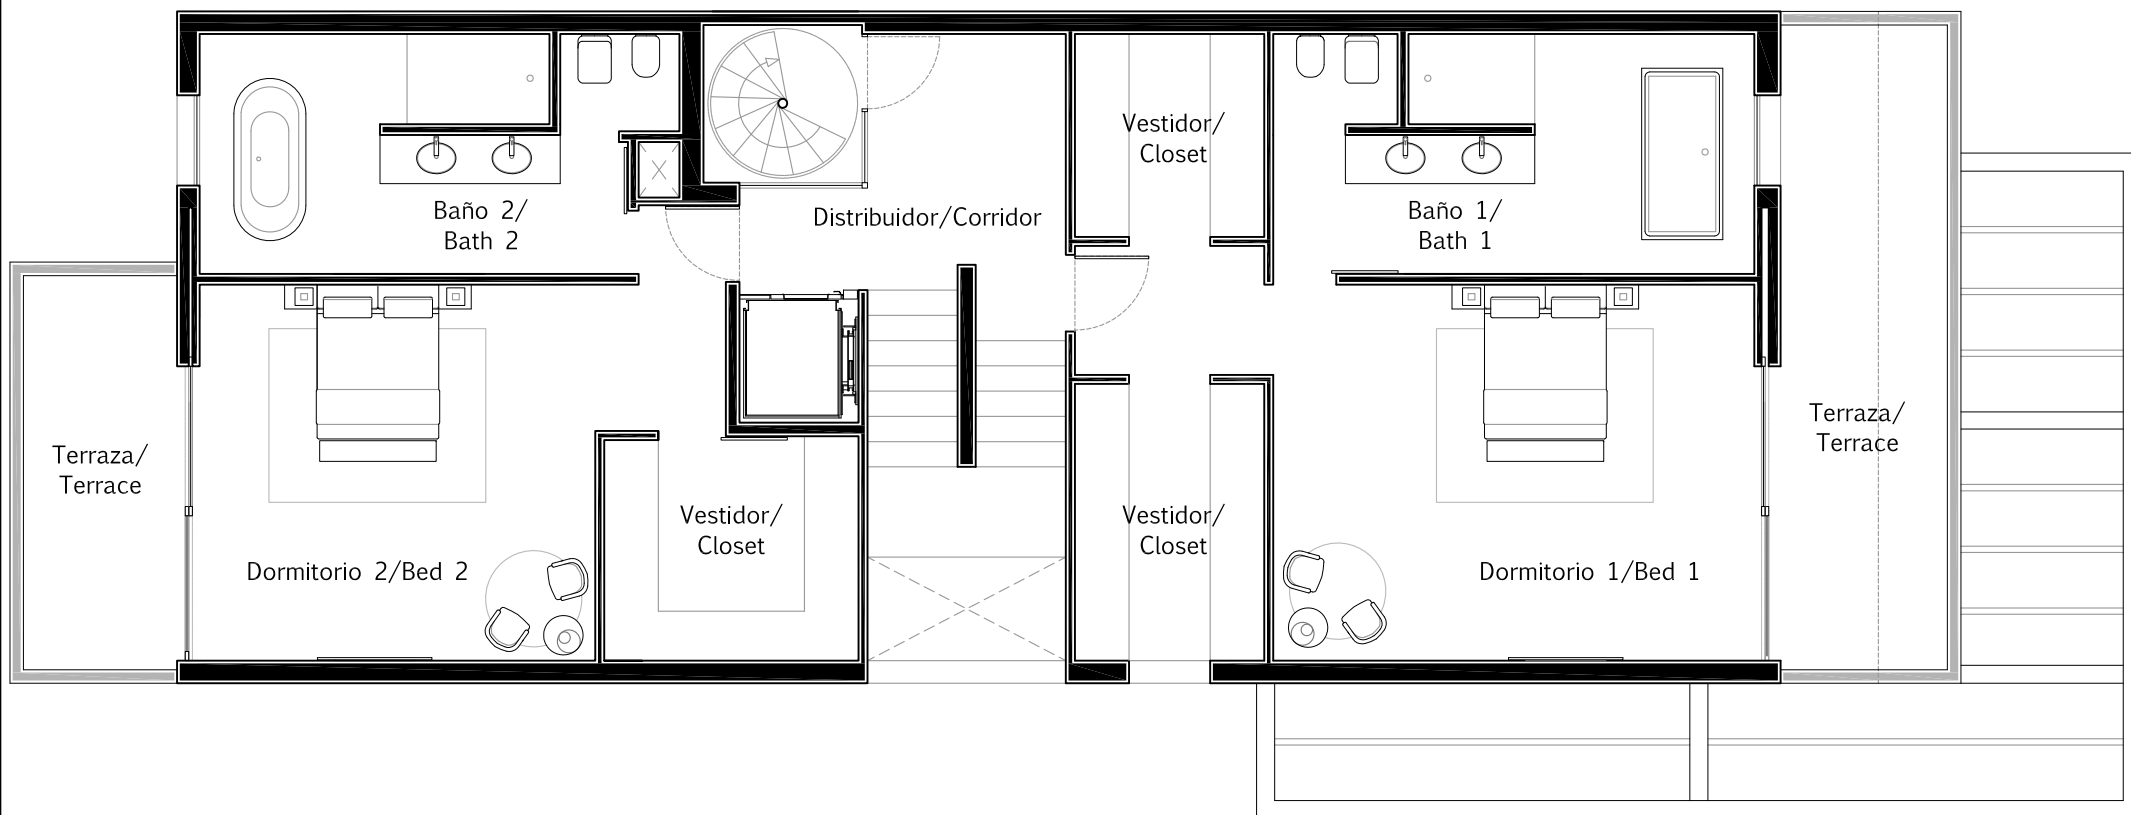 Vestidor/
Closet
Baño 2/
Bath 2
Distribuidor/Corridor
Baño 1/
Bath 1
Terraza/
Terrace
Terraza/
Terrace
Vestidor/
Closet
Vestidor/
Closet
Dormitorio 2/Bed 2
Dormitorio 1/Bed 1